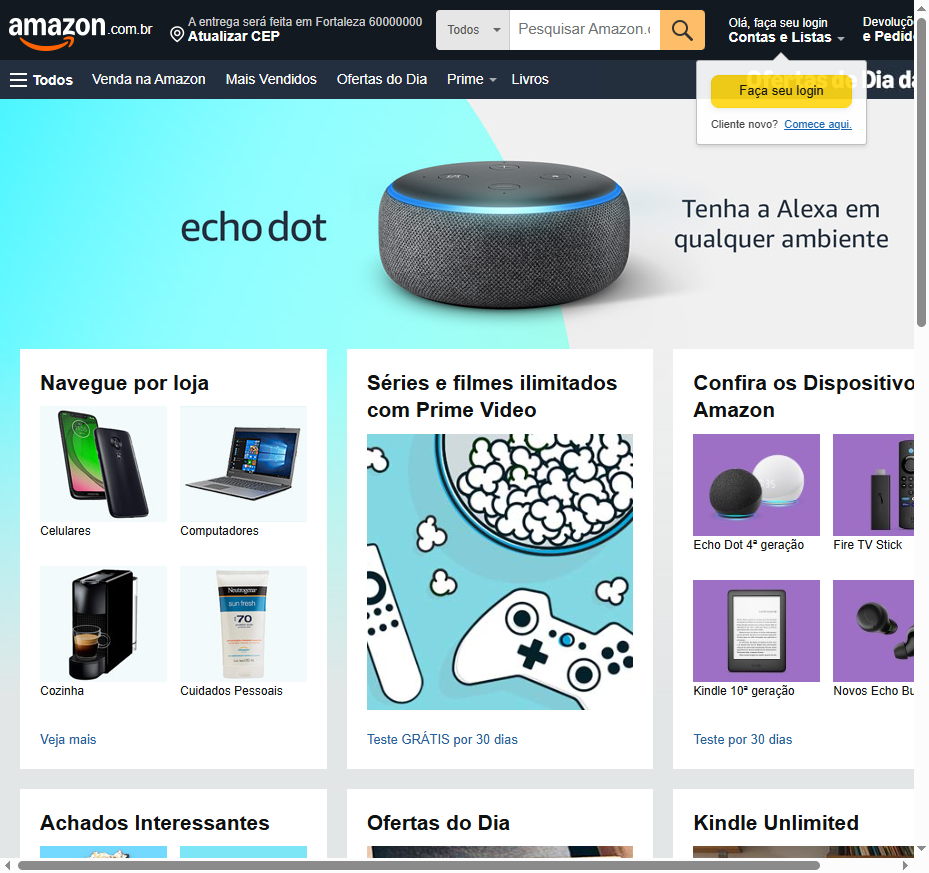 amazon.com.br
A entrega será feita em Fortaleza 60000000
Atualizar CEP
Todos
Pesquisar Amazon.
Olá, faça seu login
Contas e Listas
e Pedid
Todos
Venda na Amazon
Mais Vendidos
Ofertas do Dia
Prime
Livros
Ofertas de Dia da
Faça seu login
Cliente novo? Comece aqui.
echo dot
Tenha a Alexa em
qualquer ambiente
Navegue por loja
Celulares
Computadores
Cozinha
Neutrogena
sun fresh
70
Cuidados Pessoais
Veja mais
Séries e filmes ilimitados
com Prime Video
Teste GRÁTIS por 30 dias
Confira os Dispositivo
Amazon
Echo Dot 4ª geração
Fire TV Stick
Kindle 10ª geração
Novos Echo Bu
Teste por 30 dias
Achados Interessantes
Ofertas do Dia
Kindle Unlimited